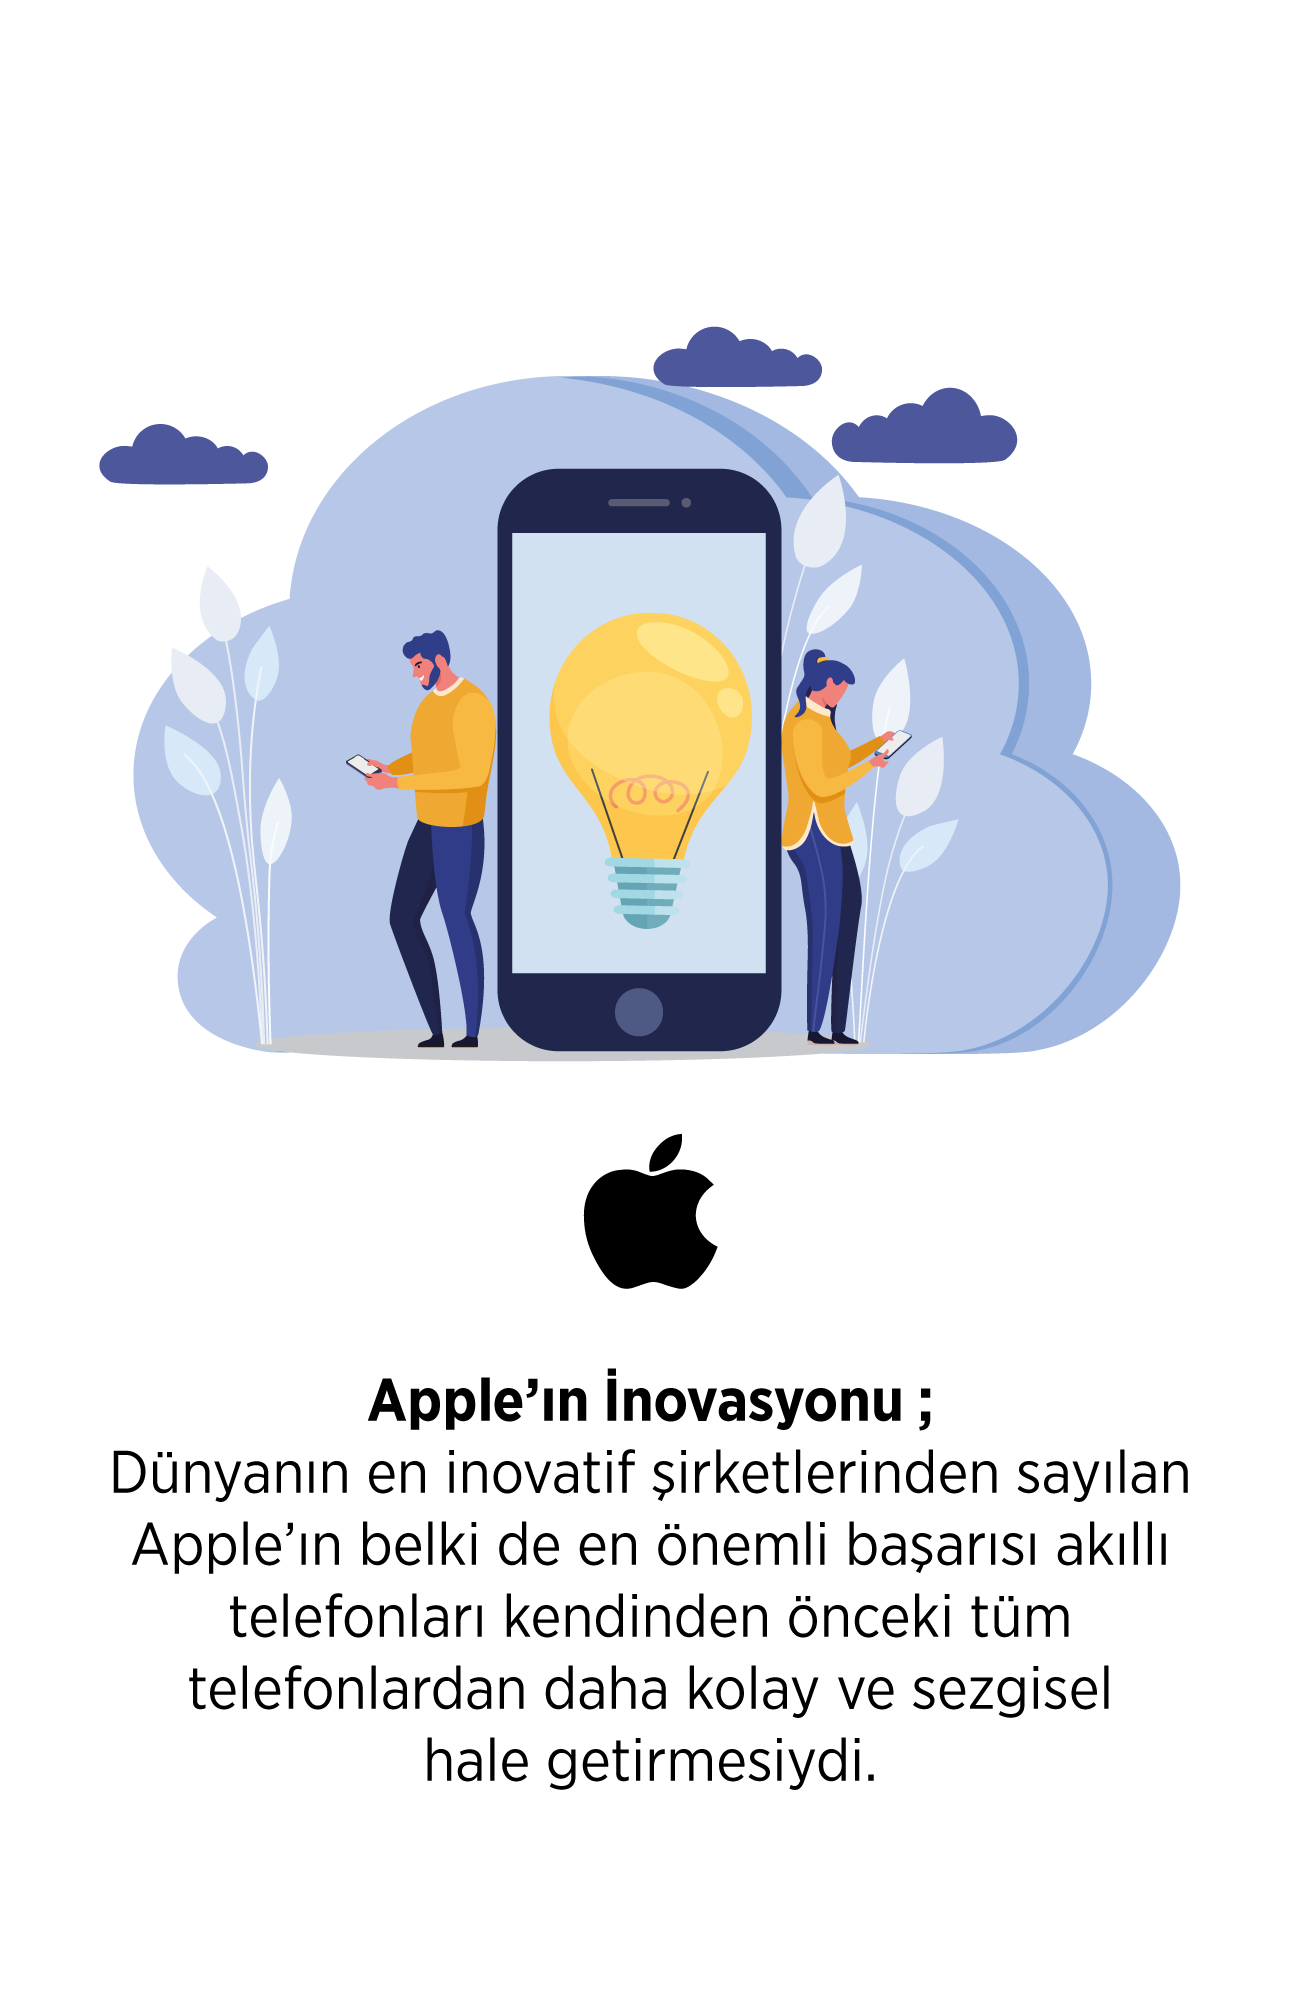 Apple’ın İnovasyonu ;
Dünyanın en inovatif şirketlerinden sayılan
Apple’ın belki de en önemli başarısı akıllı
telefonları kendinden önceki tüm
telefonlardan daha kolay ve sezgisel
hale getirmesiydi.